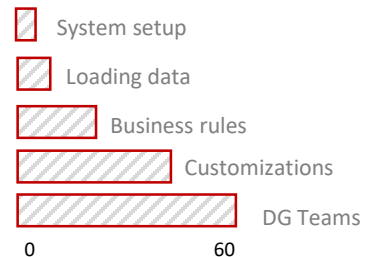 System setup
Loading data
Business rules
Customizations
DG Teams
0 60